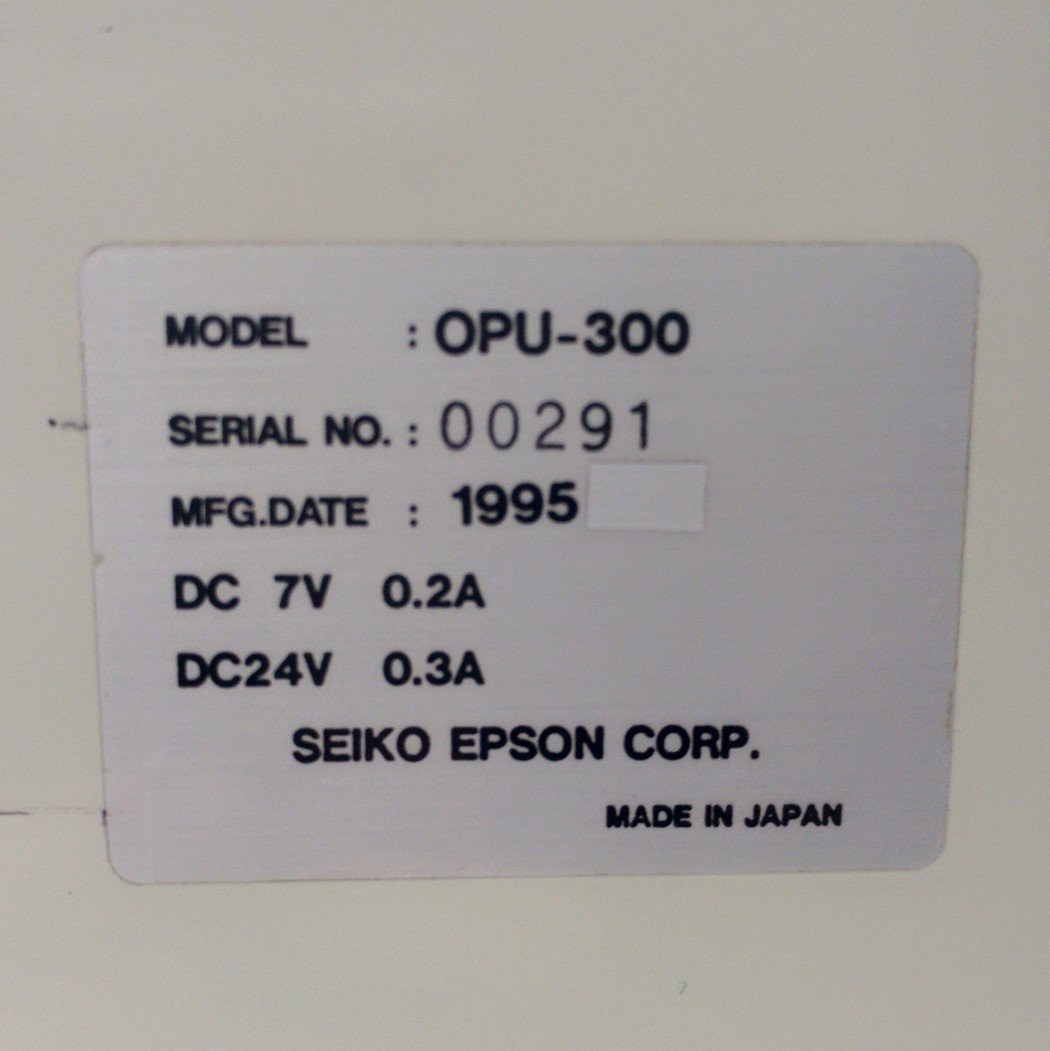 MODEL : OPU-300
SERIAL NO. : 00291
MFG.DATE : 1995
DC 7V 0.2A
DC24V 0.3A
SEIKO EPSON CORP.
MADE IN JAPAN